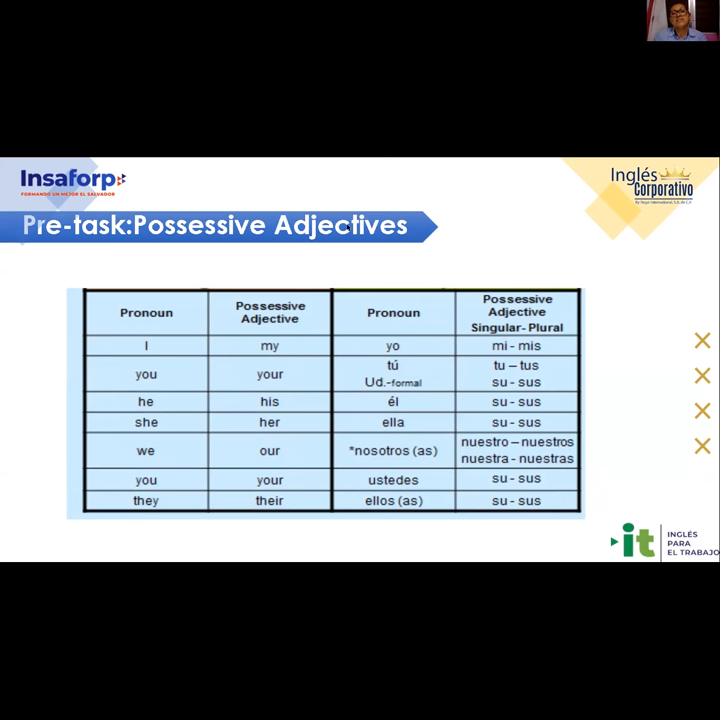 Insaforp
FORMANDO UN MEJOR EL SALVADOR
Inglés
Corporativo
Pre-task:Possessive Adjectives
Pronoun
Possessive
Adjective
Pronoun
Possessive
Adjective
Singular- Plural
I
my
yo
mi - mis
you
your
tú
Ud.-formal
tu – tus
su - sus
he
his
él
su - sus
she
her
ella
su - sus
we
our
*nosotros (as)
nuestro – nuestros
nuestra - nuestras
you
your
ustedes
su - sus
they
their
ellos (as)
su - sus
it
INGLÉS
PARA
EL TRABAJO